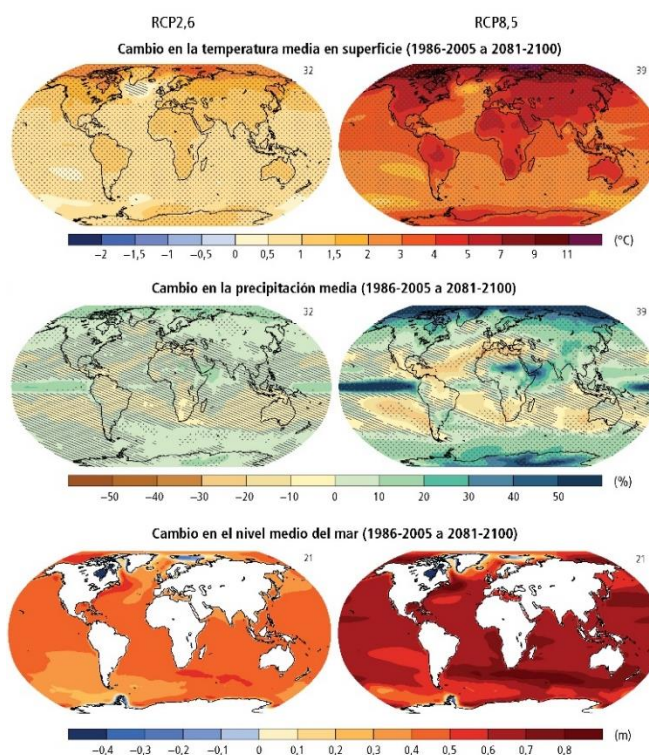 RCP2,6 RCP8,5
Cambio en la temperatura media en superficie (1986-2005 a 2081-2100)
32 39
−2 −1,5 −1 −0,5 0 0,5 1 1,5 2 3 4 5 7 9 11 (°C)
Cambio en la precipitación media (1986-2005 a 2081-2100)
32 39
−50 −40 −30 −20 −10 0 10 20 30 40 50 (%)
Cambio en el nivel medio del mar (1986-2005 a 2081-2100)
21 21
−0,4 −0,3 −0,2 −0,1 0 0,1 0,2 0,3 0,4 0,5 0,6 0,7 0,8 (m)